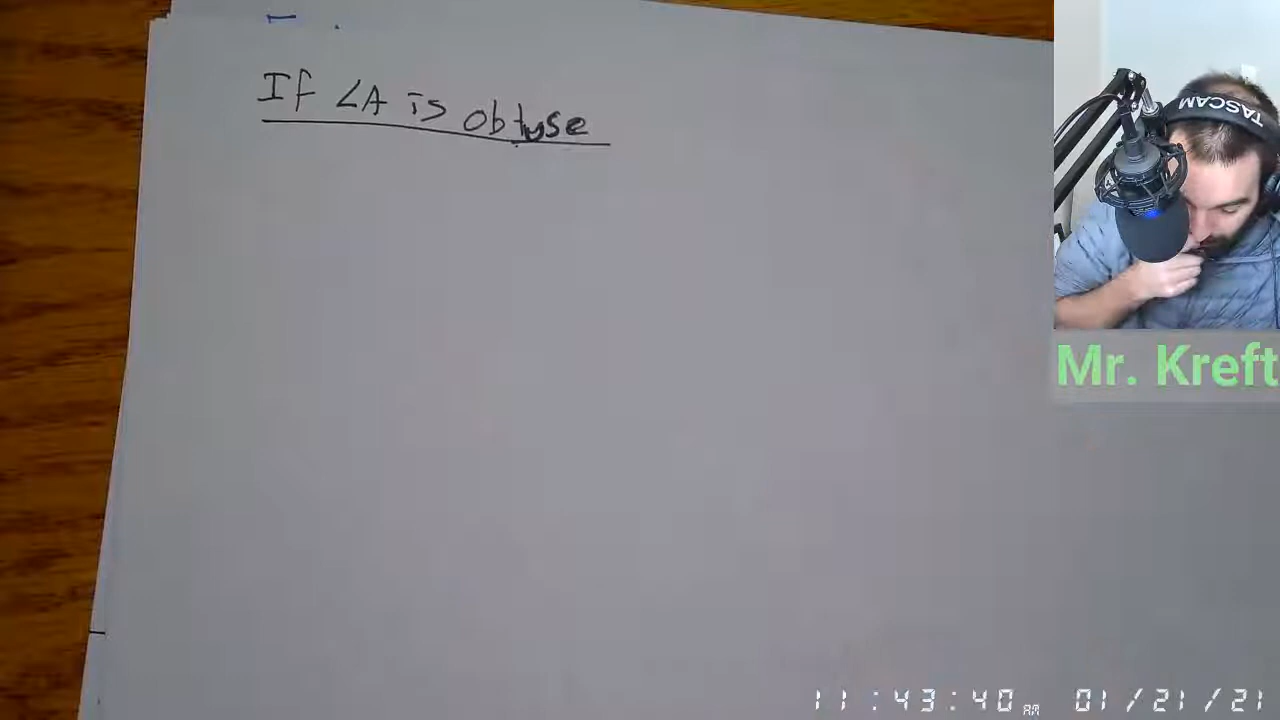 If ∠A is obtuse
TASCAM
Mr. Kreft
11:43:40 AM 01/21/21